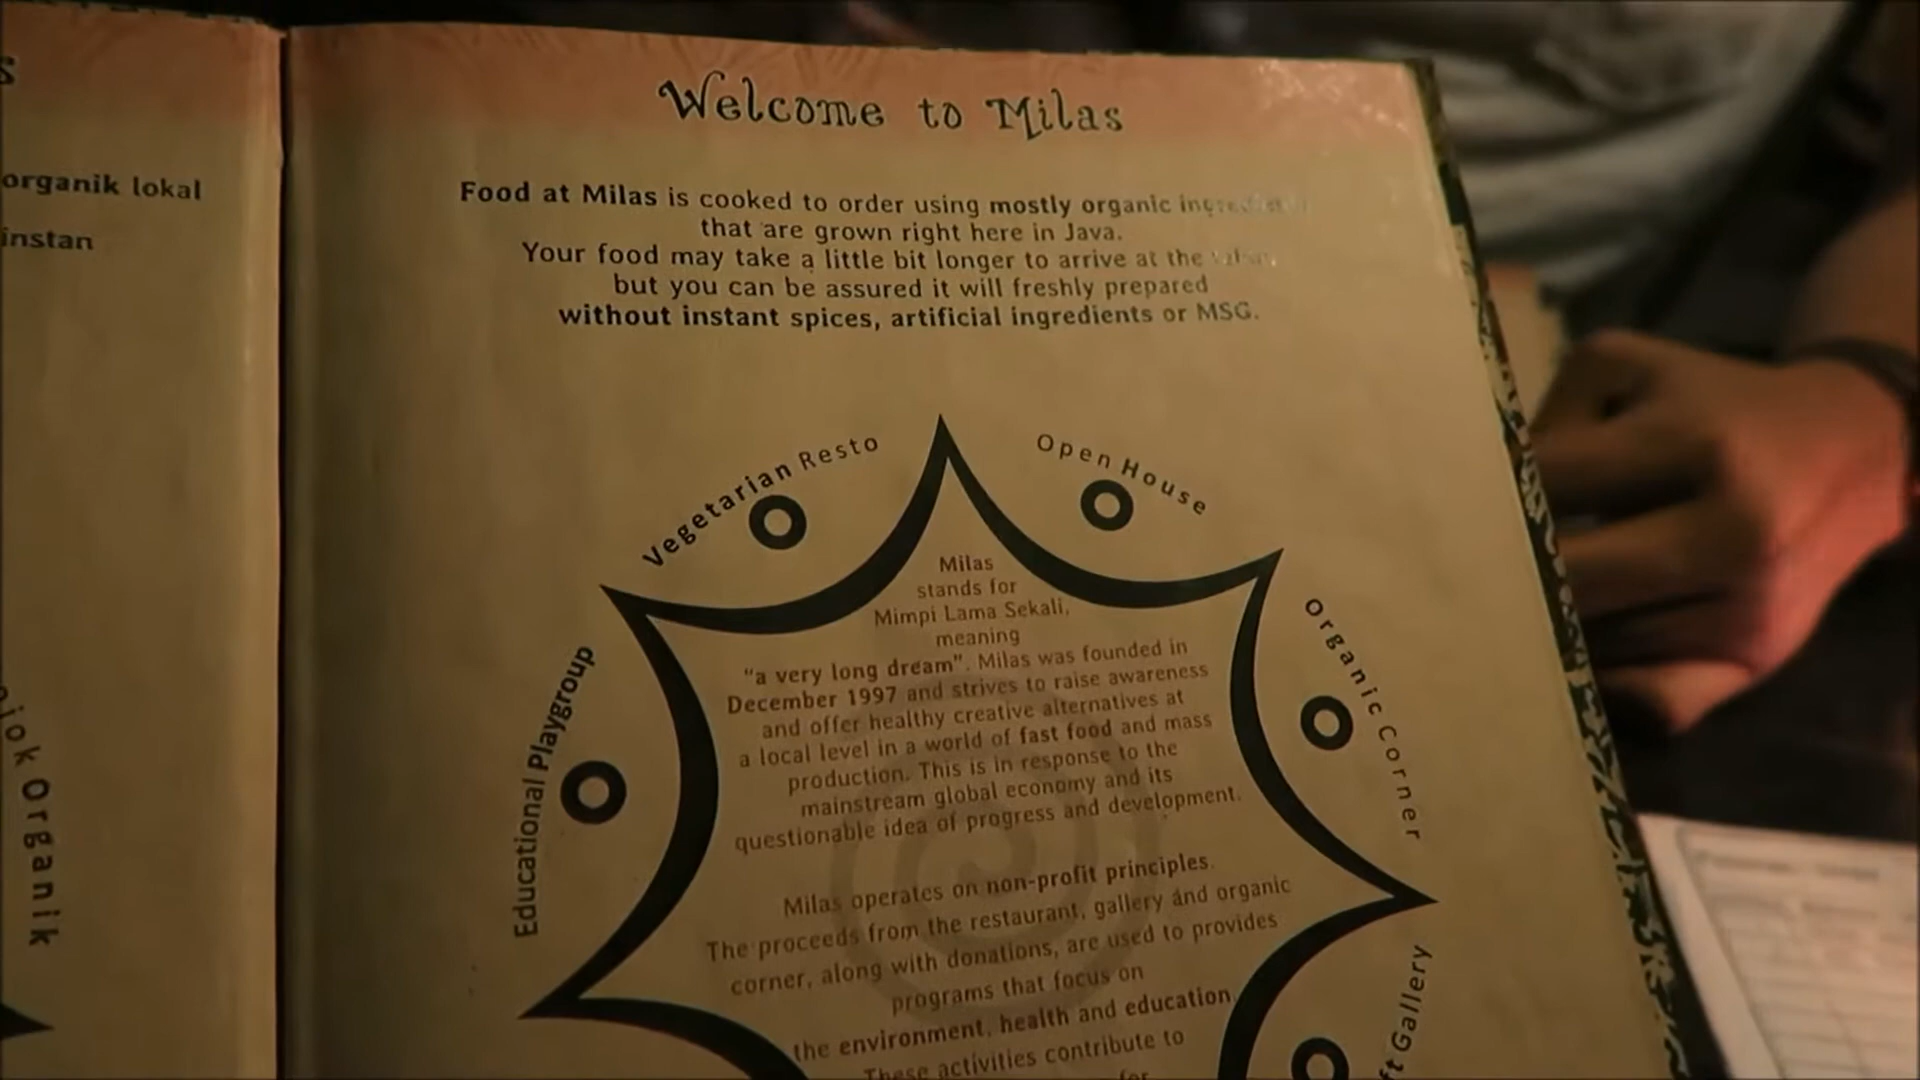 s
organik lokal
instan
ojok Organik
Welcome to Milas
Food at Milas is cooked to order using mostly organic
that are grown right here in Java.
Your food may take a little bit longer to arrive at the
but you can be assured it will freshly prepared
without instant spices, artificial ingredients or MSG.
Vegetarian Resto
Open House
Organic Corner
Educational Playgroup
ft Gallery
Milas
stands for
Mimpi Lama Sekali,
meaning
“a very long dream”. Milas was founded in
December 1997 and strives to raise awareness
and offer healthy creative alternatives at
a local level in a world of fast food and mass
production. This is in response to the
mainstream global economy and its
questionable idea of progress and development.
Milas operates on non-profit principles.
The proceeds from the restaurant, gallery and organic
corner, along with donations, are used to provides
programs that focus on
the environment, health and education.
These activities contribute to
for